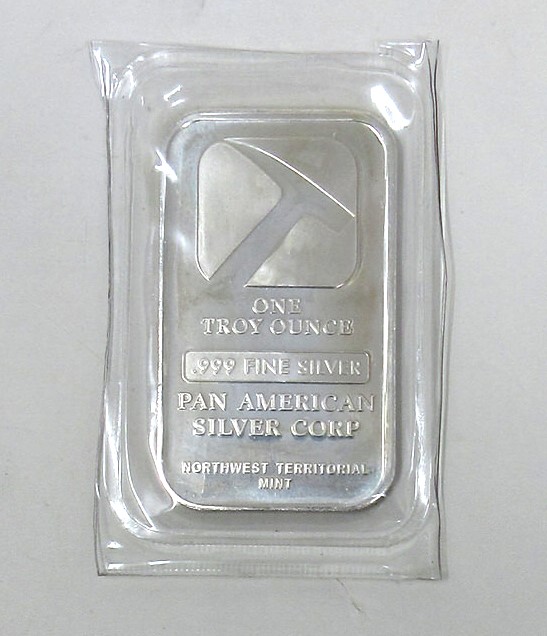 ONE
TROY OUNCE
.999 FINE SILVER
PAN AMERICAN
SILVER CORP
NORTHWEST TERRITORIAL
MINT